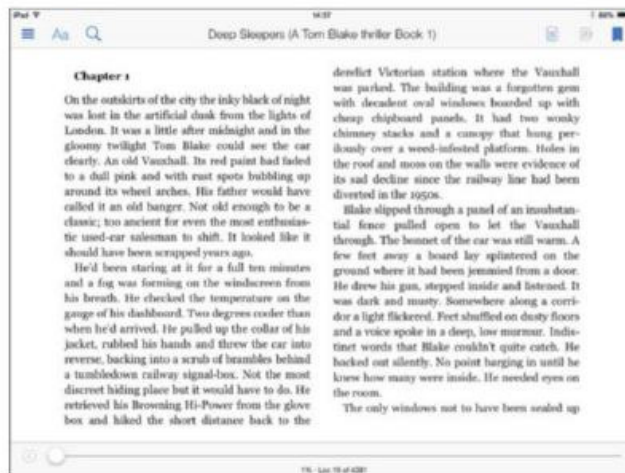 iPad
14:37
86%
Aa
Deep Sleepers (A Tom Blake thriller Book 1)
Chapter 1
On the outskirts of the city the inky black of night
was lost in the artificial dusk from the lights of
London. It was a little after midnight and in the
gloomy twilight Tom Blake could see the car
clearly. An old Vauxhall. Its red paint had faded
to a dull pink and with rust spots bubbling up
around its wheel arches. His father would have
called it an old banger. Not old enough to be a
classic; too ancient for even the most enthusias-
tic used-car salesman to shift. It looked like it
should have been scrapped years ago.
He'd been staring at it for a full ten minutes
and a fog was forming on the windscreen from
his breath. He checked the temperature on the
gauge of his dashboard. Two degrees cooler than
when he'd arrived. He pulled up the collar of his
jacket, rubbed his hands and threw the car into
reverse, backing into a scrub of brambles behind
a tumbledown railway signal-box. Not the most
discreet hiding place but it would have to do. He
retrieved his Browning Hi-Power from the glove
box and hiked the short distance back to the
derelict Victorian station where the Vauxhall
was parked. The building was a forgotten gem
with decadent oval windows boarded up with
cheap chipboard panels. It had two wonky
chimney stacks and a canopy that hung per-
ilously over a weed-infested platform. Holes in
the roof and moss on the walls were evidence of
its sad decline since the railway line had been
diverted in the 1950s.
Blake slipped through a panel of an insubstan-
tial fence pulled open to let the Vauxhall
through. The bonnet of the car was still warm. A
few feet away a board lay splintered on the
ground where it had been jemmied from a door.
He drew his gun, stepped inside and listened. It
was dark and musty. Somewhere along a corri-
dor a light flickered. Feet shuffled on dusty floors
and a voice spoke in a deep, low murmur. Indis-
tinct words that Blake couldn't quite catch. He
backed out silently. No point barging in until he
knew how many were inside. He needed eyes on
the room.
The only windows not to have been sealed up
1% - Loc 19 of 4381